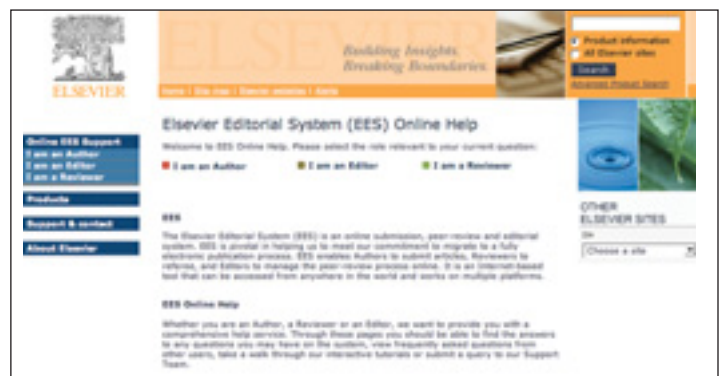 ELSEVIER
ELSEVIER
Building Insights.
Breaking Boundaries.
Product information
All Elsevier sites
Search
Advanced Product Search
Home | Site map | Elsevier websites | Alerts
Online EES Support
I am an Author
I am an Editor
I am a Reviewer
Products
Support & contact
About Elsevier
Elsevier Editorial System (EES) Online Help
Welcome to EES Online Help. Please select the role relevant to your current question:
I am an Author
I am an Editor
I am a Reviewer
EES
The Elsevier Editorial System (EES) is an online submission, peer-review and editorial
system. EES is pivotal in helping us to meet our commitment to migrate to a fully
electronic publication process. EES enables Authors to submit articles, Reviewers to
referee, and Editors to manage the peer-review process online. It is an Internet-based
tool that can be accessed from anywhere in the world and works on multiple platforms.
EES Online Help
Whether you are an Author, a Reviewer or an Editor, we want to provide you with a
comprehensive help service. Through these pages you should be able to find the answers
to any questions you may have on the system, view frequently asked questions from
other users, take a walk through our interactive tutorials or submit a query to our Support
Team.
OTHER
ELSEVIER SITES
Choose a site